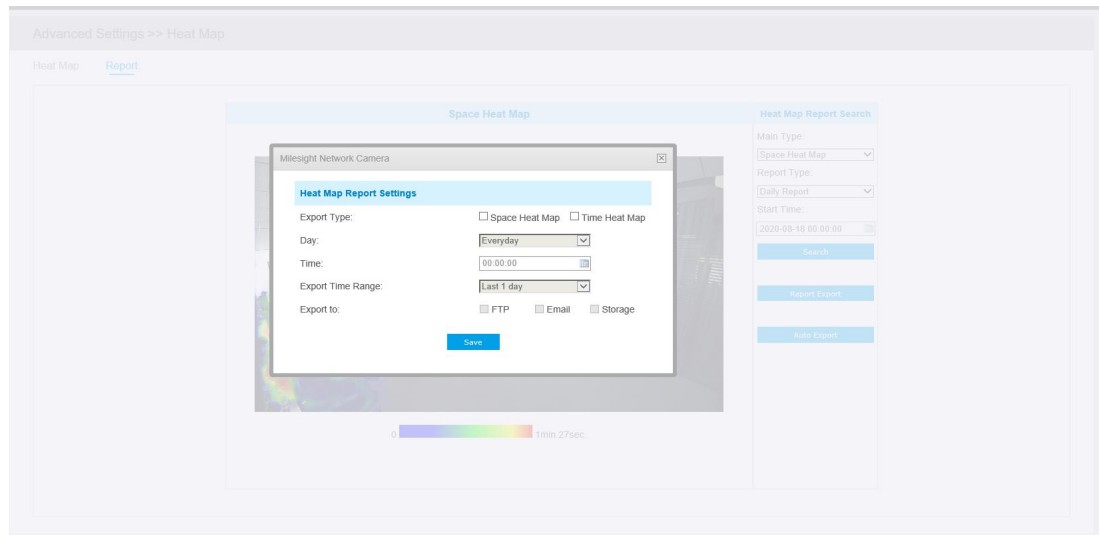 Advanced Settings >> Heat Map
Heat Map Report
Space Heat Map
Heat Map Report Search
Main Type:
Space Heat Map
Report Type:
Daily Report
Start Time:
2020-08-18 00:00:00
Search
Report Export
Auto Export
Milesight Network Camera
Heat Map Report Settings
Export Type: Space Heat Map Time Heat Map
Day: Everyday
Time: 00:00:00
Export Time Range: Last 1 day
Export to: FTP Email Storage
Save
0 1min 27sec